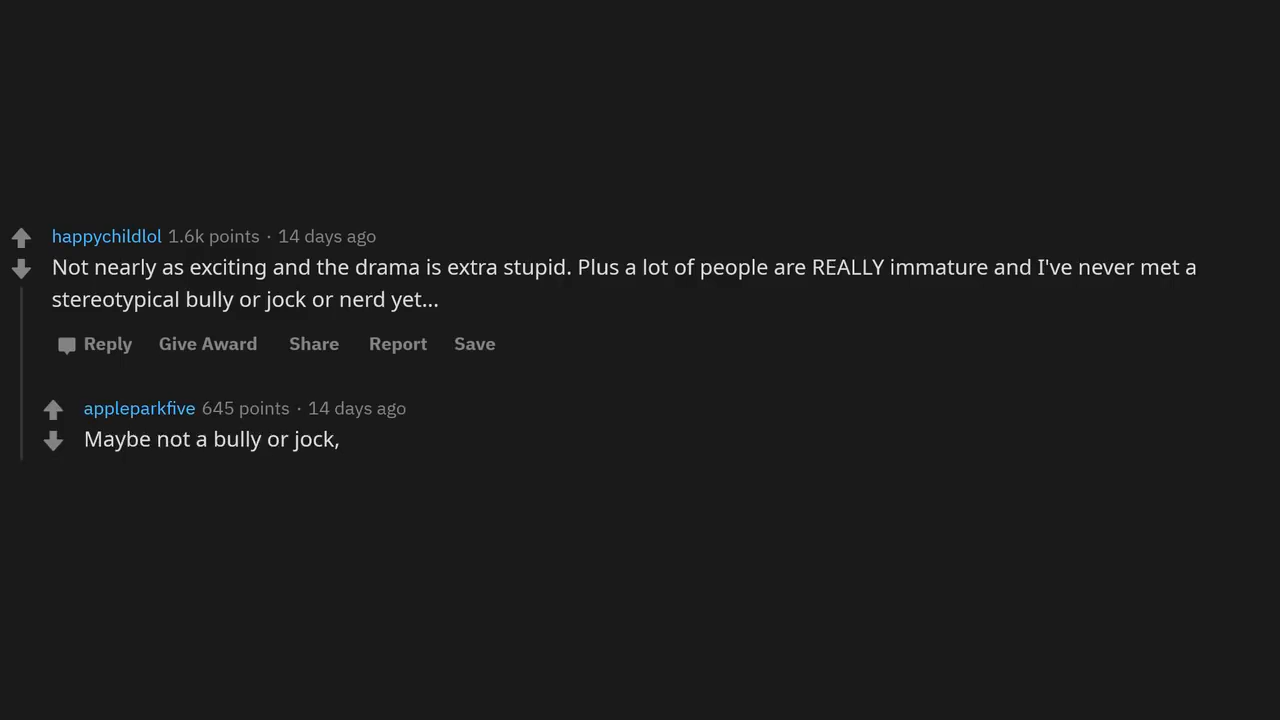 happychildlol 1.6k points · 14 days ago
Not nearly as exciting and the drama is extra stupid. Plus a lot of people are REALLY immature and I've never met a
stereotypical bully or jock or nerd yet...
Reply Give Award Share Report Save
appleparkfive 645 points · 14 days ago
Maybe not a bully or jock,